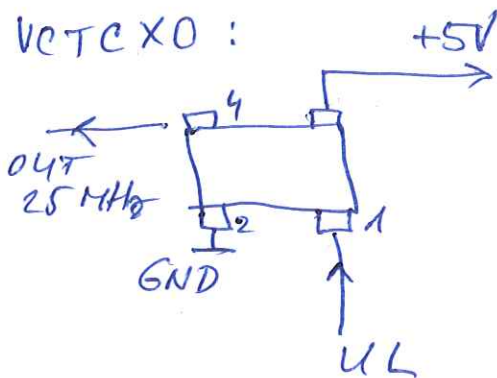 VCTCXO :
+5V
4
OUT
25 MHz
2
1
GND
UL